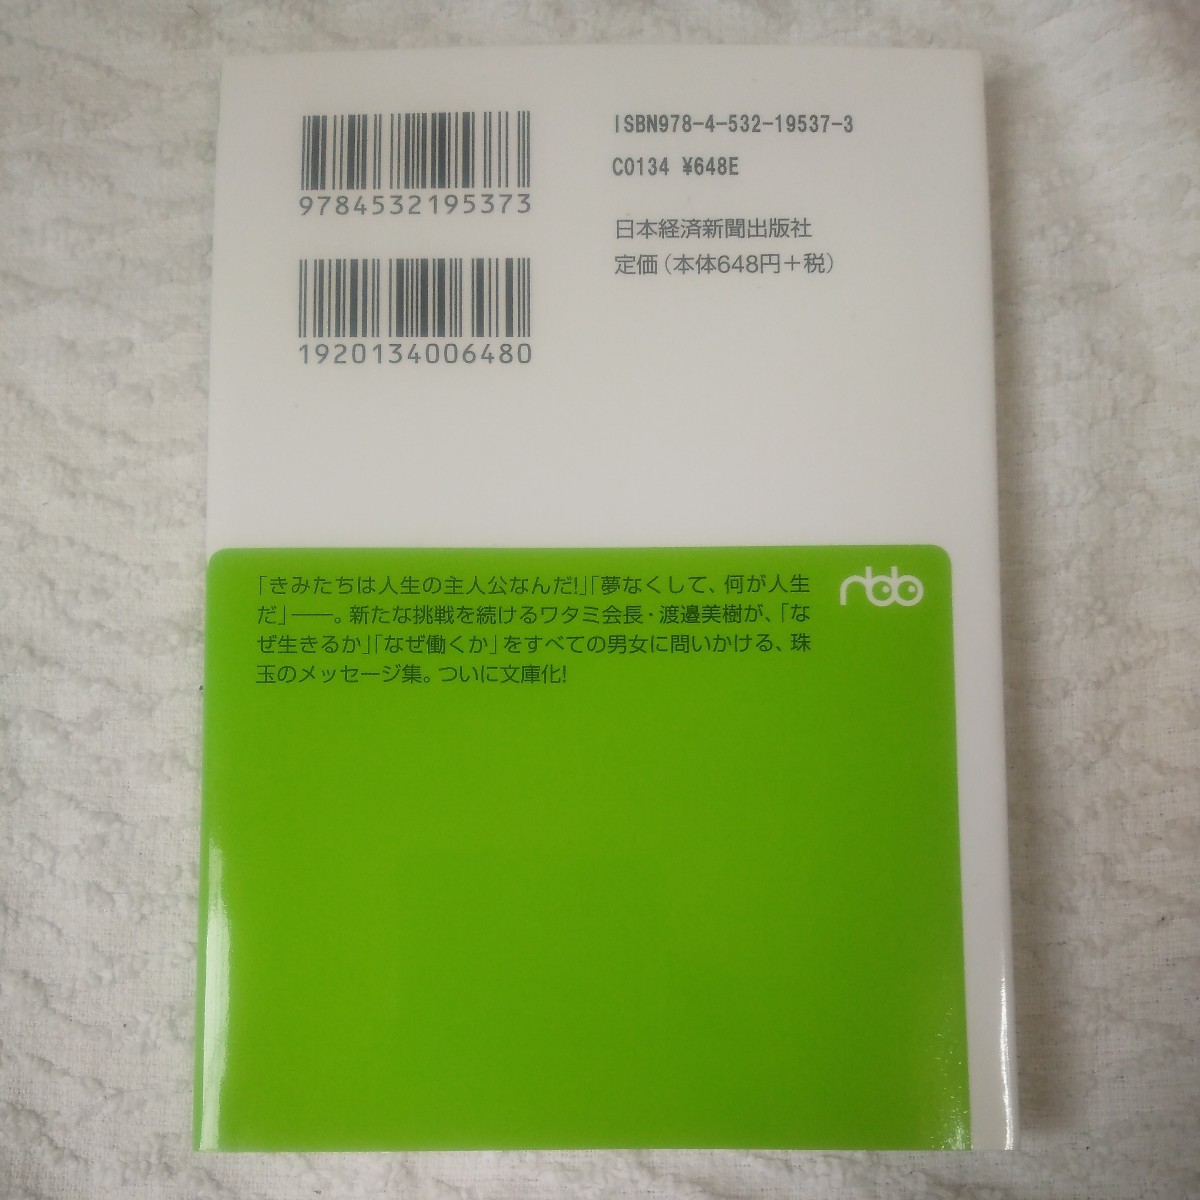 ISBN978-4-532-19537-3
C0134 ¥648E
9784532195373
日本経済新聞出版社
定価(本体648円+税)
1920134006480
「きみたちは人生の主人公なんだ!」「夢なくして、何が人生
だ」――。新たな挑戦を続けるワタミ会長・渡邉美樹が、「な
ぜ生きるか」「なぜ働くか」をすべての男女に問いかける、珠
玉のメッセージ集。ついに文庫化!
nbb